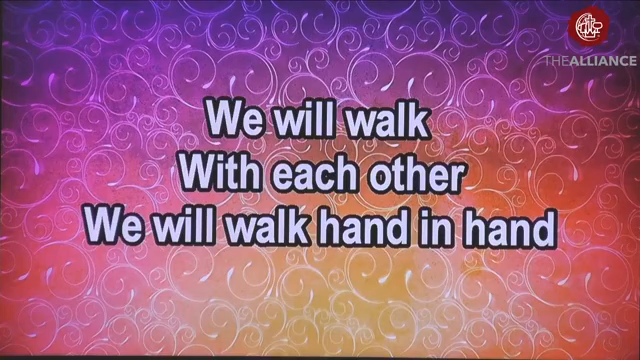 THEALLIANCE
We will walk
With each other
We will walk hand in hand